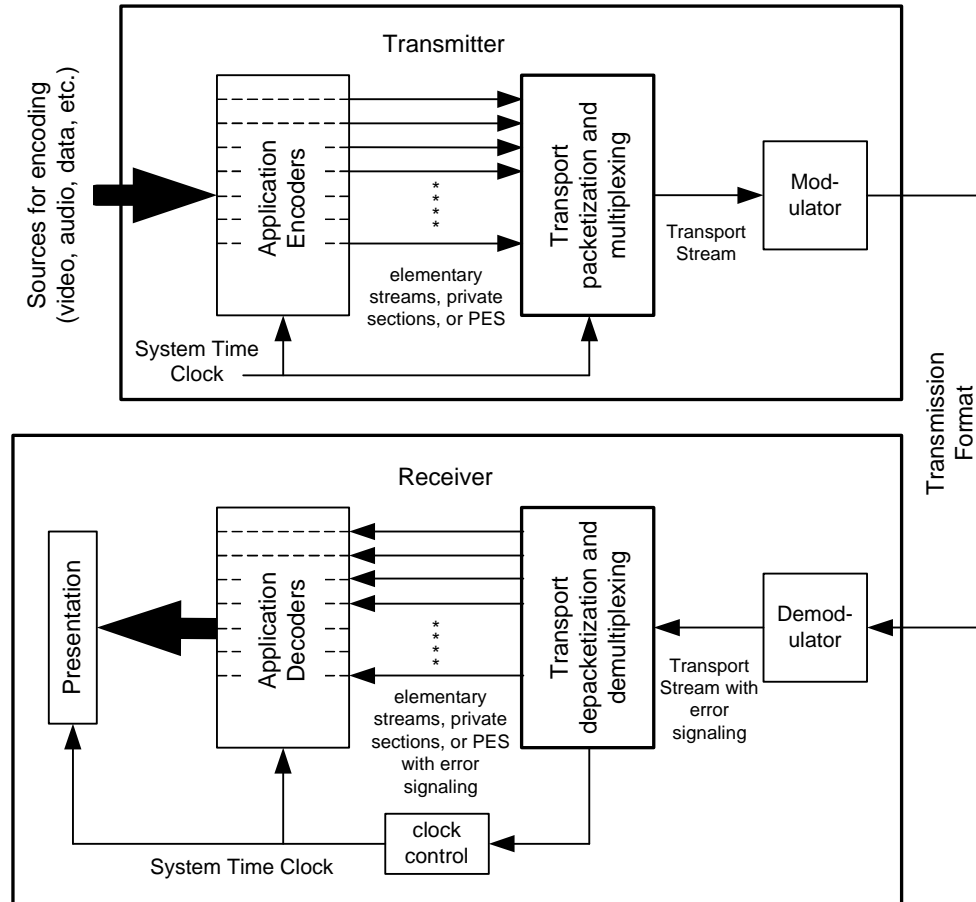 Transmitter
Sources for encoding
(video, audio, data, etc.)
Application
Encoders
****
elementary
streams, private
sections, or PES
Transport
packetization and
multiplexing
Transport
Stream
Mod-
ulator
System Time
Clock
Transmission
Format
Receiver
Presentation
Application
Decoders
****
elementary
streams, private
sections, or PES
with error
signaling
Transport
depacketization and
demultiplexing
Transport
Stream with
error
signaling
Demod-
ulator
clock
control
System Time Clock